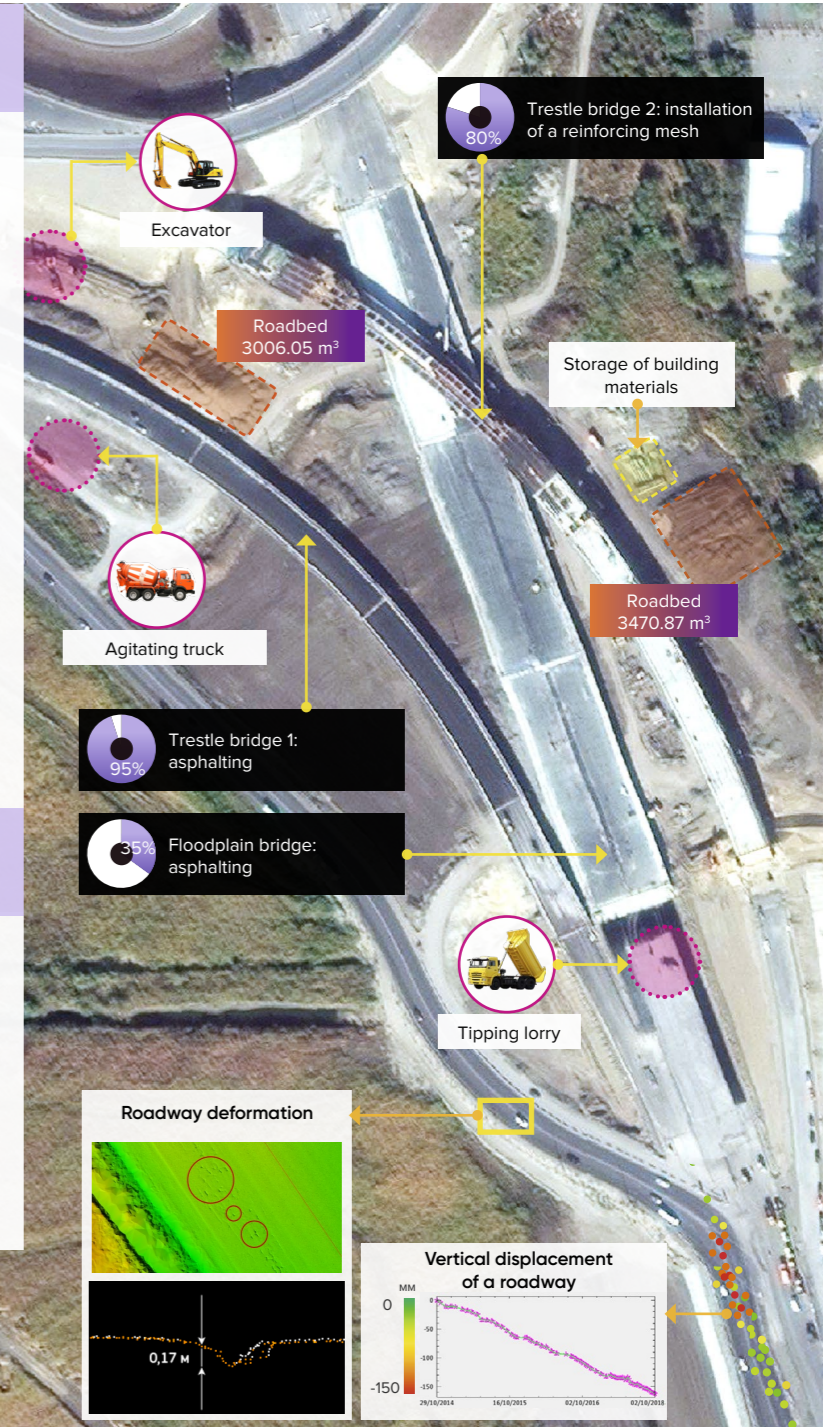 80%
Trestle bridge 2: installation
of a reinforcing mesh
Excavator
Roadbed
3006.05 m³
Storage of building
materials
Roadbed
3470.87 m³
Agitating truck
95%
Trestle bridge 1:
asphalting
35%
Floodplain bridge:
asphalting
Tipping lorry
Roadway deformation
0,17 м
Vertical displacement
of a roadway
мм
0
-150
0
-50
-100
-150
29/10/2014
16/10/2015
02/10/2016
02/10/2018